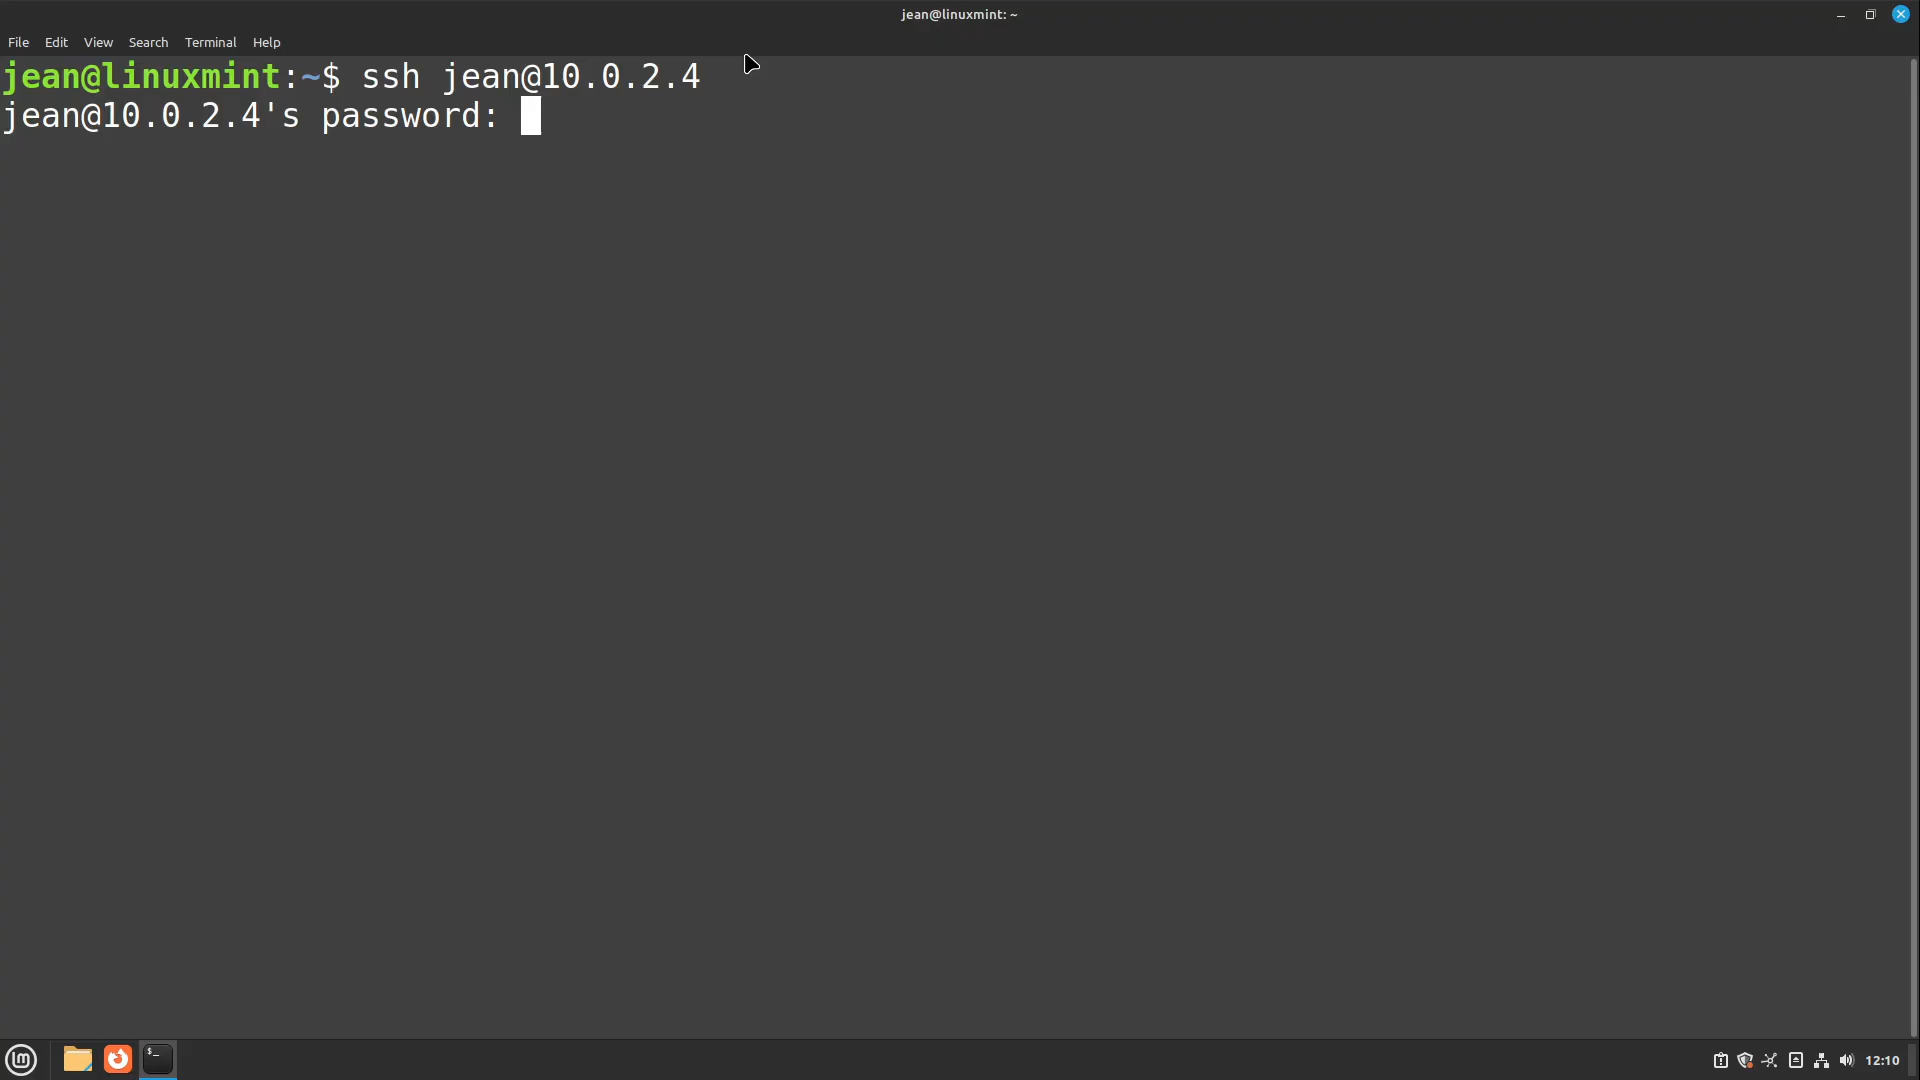 jean@linuxmint: ~
File Edit View Search Terminal Help
jean@linuxmint:~$ ssh jean@10.0.2.4
jean@10.0.2.4's password:
$_
12:10